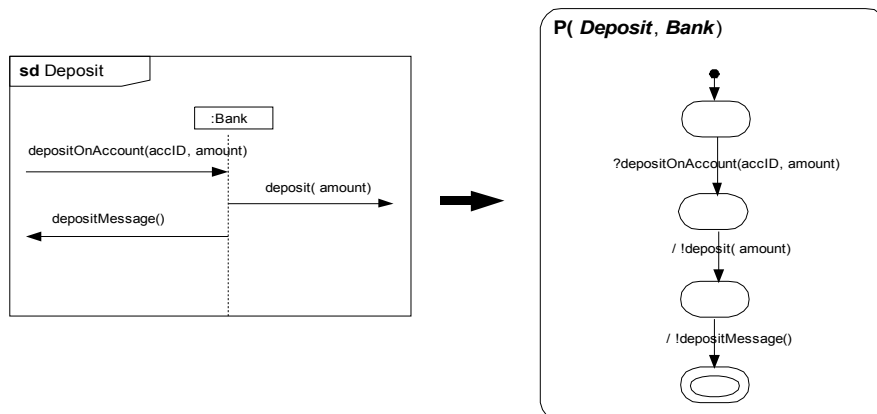 sd Deposit
:Bank
depositOnAccount(accID, amount)
deposit( amount)
depositMessage()
P( Deposit, Bank)
?depositOnAccount(accID, amount)
/ !deposit( amount)
/ !depositMessage()